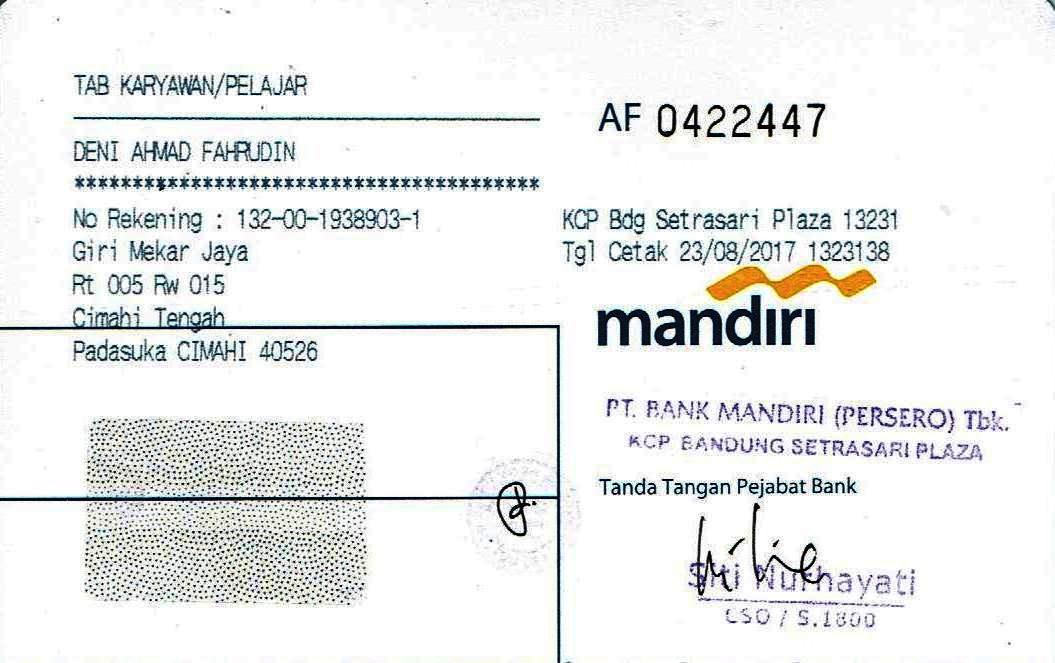 TAB KARYAWAN/PELAJAR
AF 0422447
DENI AHMAD FAHRUDIN
****************************************
No Rekening : 132-00-1938903-1
Giri Mekar Jaya
Rt 005 Rw 015
Cimahi Tengah
Padasuka CIMAHI 40526
KCP Bdg Setrasari Plaza 13231
Tgl Cetak 23/08/2017 1323138
mandiri
PT. BANK MANDIRI (PERSERO) Tbk.
KCP BANDUNG SETRASARI PLAZA
Tanda Tangan Pejabat Bank
Siti Nurhayati
CSO / S.1800